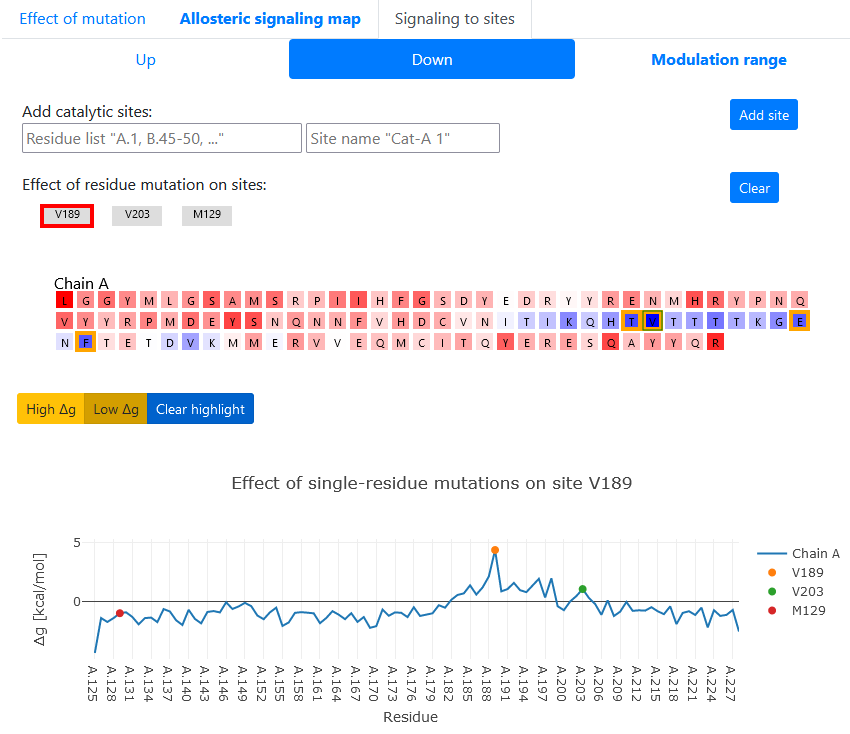 Effect of mutation Allosteric signaling map Signaling to sites
Up Down Modulation range
Add catalytic sites:
Residue list "A.1, B.45-50, ..." Site name "Cat-A 1" Add site
Effect of residue mutation on sites: Clear
V189 V203 M129
Chain A
L G G Y M L G S A M S R P I I H F G S D Y E D R Y Y R E N M H R Y P N Q
V Y Y R P M D E Y S N Q N N F V H D C V N I T I K Q H T V T T T T K G E
N F T E T D V K M M E R V V E Q M C I T Q Y E R E S Q A Y Y Q R
High Δg Low Δg Clear highlight
Effect of single-residue mutations on site V189
5
0
Δg [kcal/mol]
Chain A
V189
V203
M129
A.125 A.128 A.131 A.134 A.137 A.140 A.143 A.146 A.149 A.152 A.155 A.158 A.161 A.164 A.167 A.170 A.173 A.176 A.179 A.182 A.185 A.188 A.191 A.194 A.197 A.200 A.203 A.206 A.209 A.212 A.215 A.218 A.221 A.224 A.227
Residue